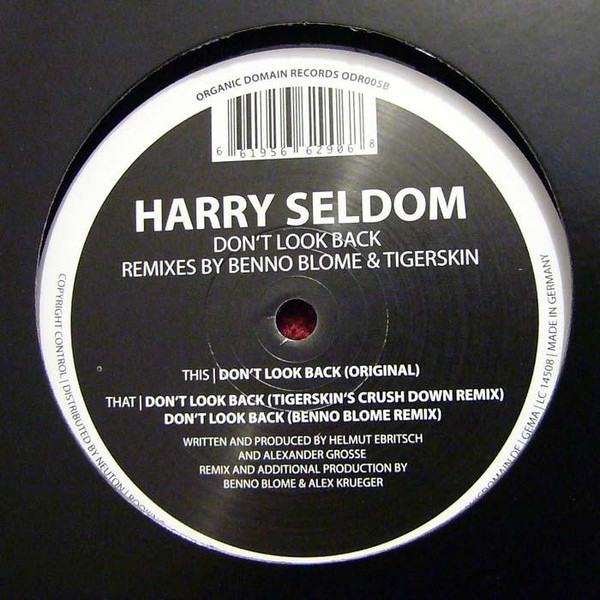 ORGANIC DOMAIN RECORDS ODR005B
6 61956 62906 8
HARRY SELDOM
DON'T LOOK BACK
REMIXES BY BENNO BLOME & TIGERSKIN
THIS | DON'T LOOK BACK (ORIGINAL)
THAT | DON'T LOOK BACK (TIGERSKIN'S CRUSH DOWN REMIX)
DON'T LOOK BACK (BENNO BLOME REMIX)
WRITTEN AND PRODUCED BY HELMUT EBRITSCH
AND ALEXANDER GROSSE
REMIX AND ADDITIONAL PRODUCTION BY
BENNO BLOME & ALEX KRUEGER
COPYRIGHT CONTROL | DISTRIBUTED BY NEUTON |
| GEMA | LC 14508 | MADE IN GERMANY